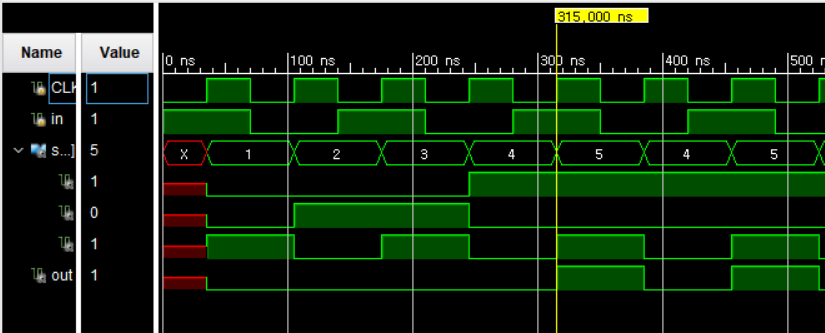 315,000 ns
Name Value
0 ns 100 ns 200 ns 300 ns 400 ns 500 n
CLK 1
in 1
s...] 5 X 1 2 3 4 5 4 5
1
0
1
out 1